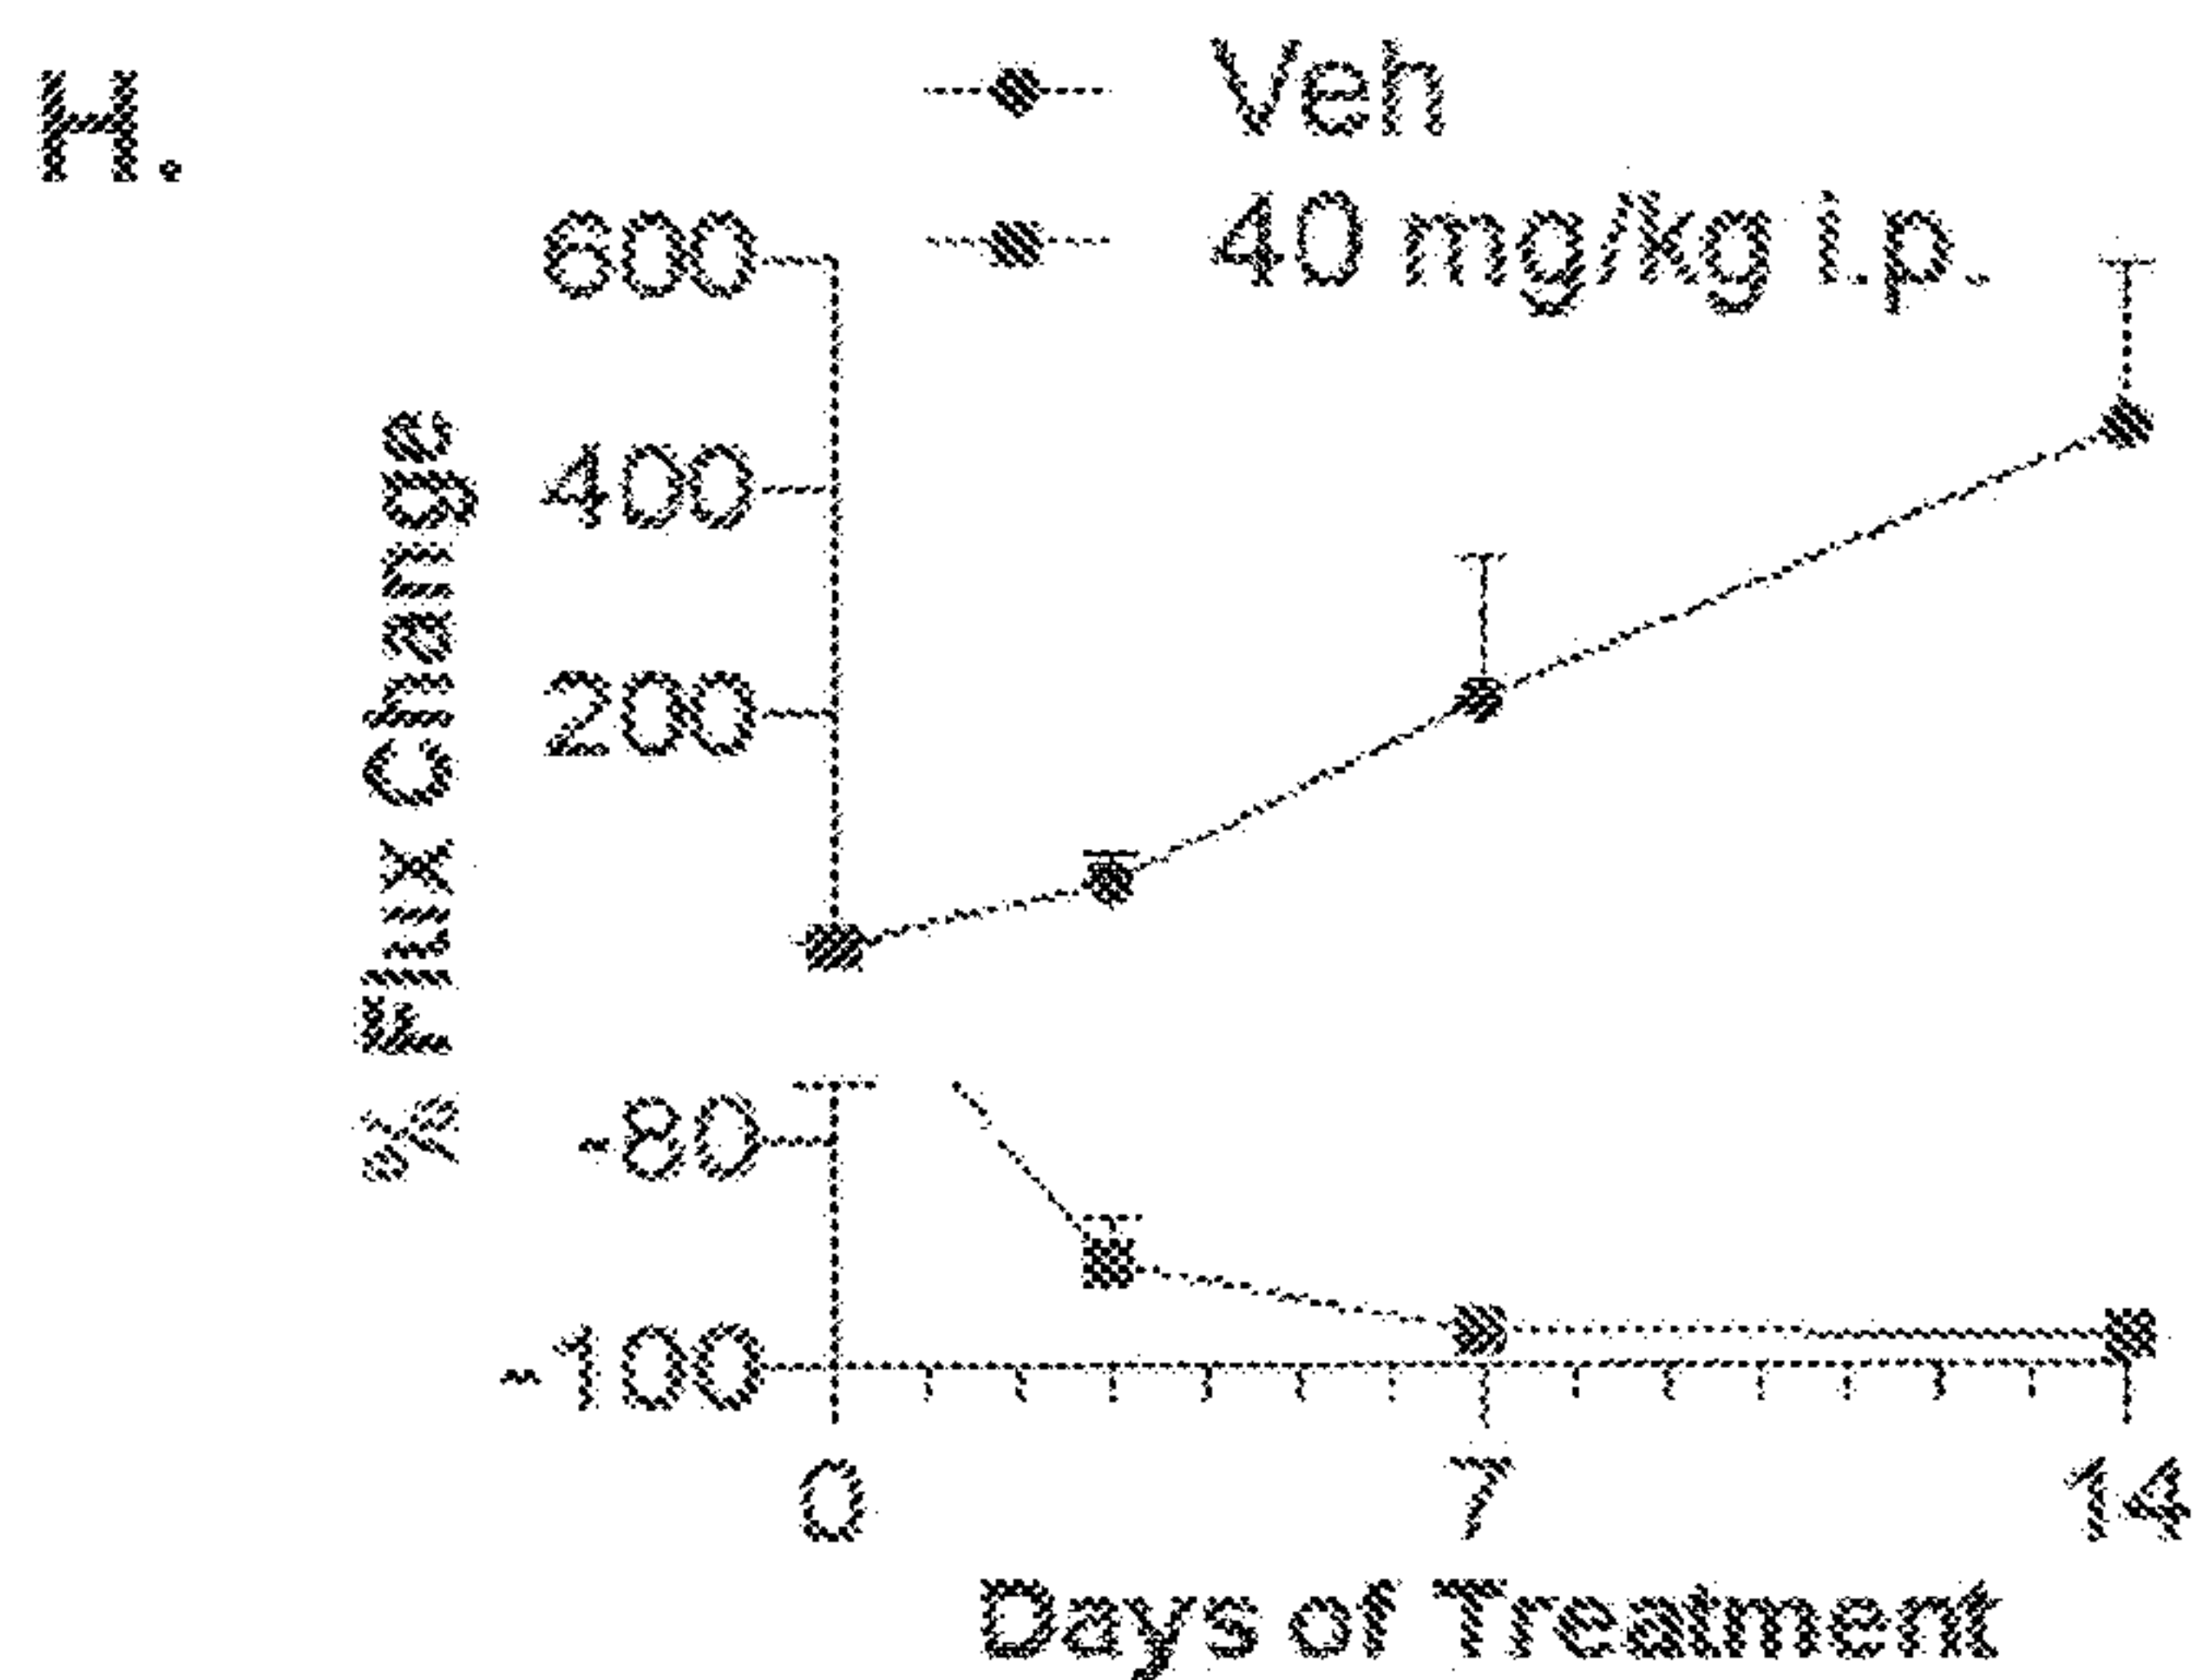 H.
Veh
40 mg/kg i.p.
600
400
200
-80
-100
% Flux Change
0 7 14
Days of Treatment